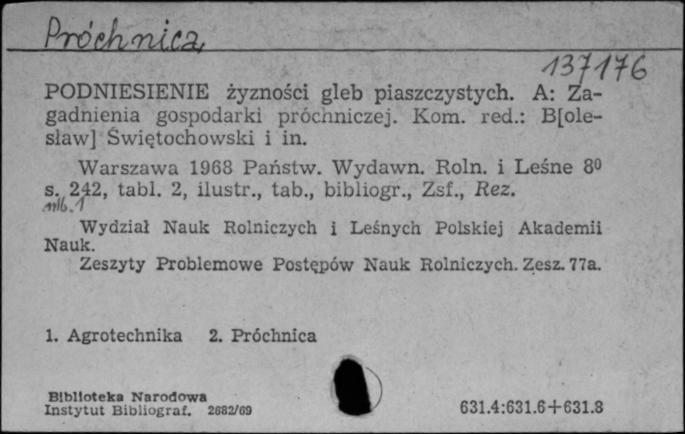 Próchnica
137176
PODNIESIENIE żyzności gleb piaszczystych. A: Za-
gadnienia gospodarki próchniczej. Kom. red.: B[ole-
sław] Świętochowski i in.
Warszawa 1968 Państw. Wydawn. Roln. i Leśne 8⁰
s. 242, tabl. 2, ilustr., tab., bibliogr., Zsf., Rez.
nlb. 1
Wydział Nauk Rolniczych i Leśnych Polskiej Akademii
Nauk.
Zeszyty Problemowe Postępów Nauk Rolniczych. Zesz. 77a.
1. Agrotechnika 2. Próchnica
Biblioteka Narodowa
Instytut Bibliograf. 2682/69
631.4:631.6+631.8